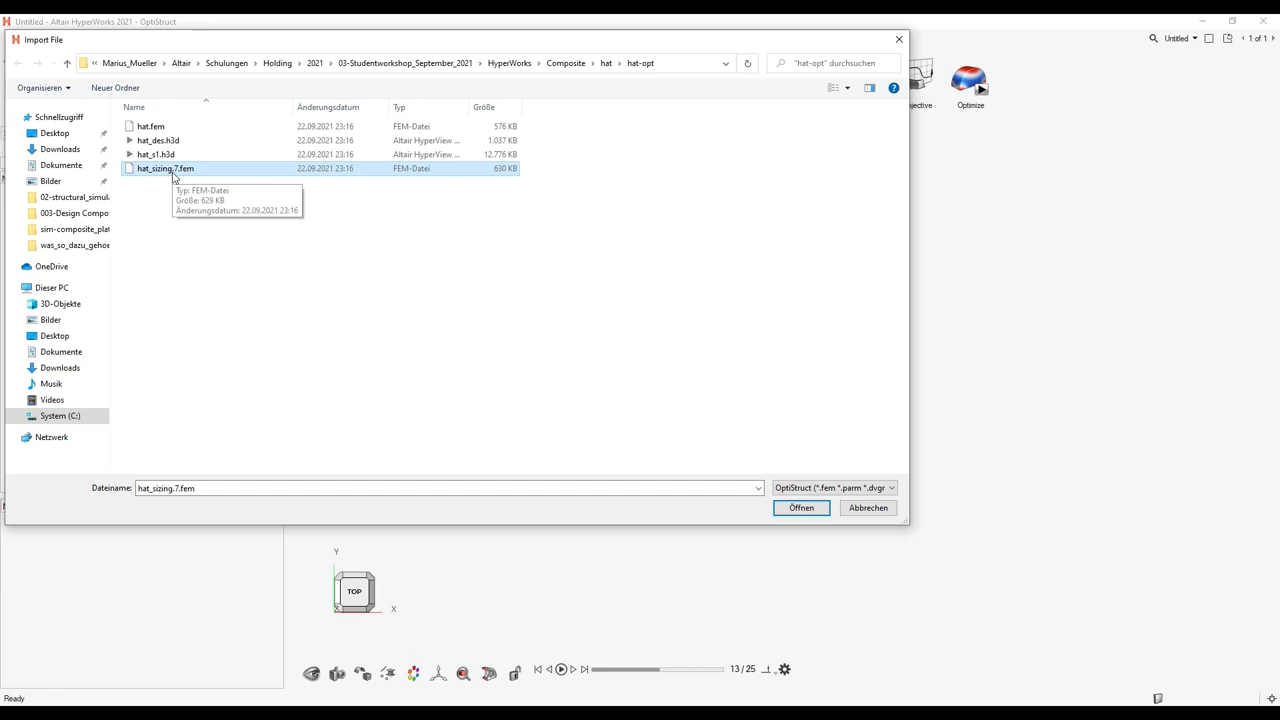 Untitled - Altair HyperWorks 2021 - OptiStruct
Import File
Untitled
1 of 1
« Marius_Mueller › Altair › Schulungen › Holding › 2021 › 03-Studentworkshop_September_2021 › HyperWorks › Composite › hat › hat-opt
"hat-opt" durchsuchen
Organisieren
Neuer Ordner
Optimize
Name Änderungsdatum Typ Größe
Schnellzugriff
hat.fem 22.09.2021 23:16 FEM-Datei 576 KB
Desktop
hat_des.h3d 22.09.2021 23:16 Altair HyperView ... 1.037 KB
Downloads
hat_s1.h3d 22.09.2021 23:16 Altair HyperView ... 12.776 KB
Dokumente
hat_sizing.7.fem 22.09.2021 23:16 FEM-Datei 630 KB
Bilder
Typ: FEM-Datei
Größe: 629 KB
Änderungsdatum: 22.09.2021 23:16
02-structural_simul
003-Design Compo
sim-composite_plat
was_so_dazu_gehoe
OneDrive
Dieser PC
3D-Objekte
Bilder
Desktop
Dokumente
Downloads
Musik
Videos
System (C:)
Netzwerk
Dateiname: hat_sizing.7.fem
OptiStruct (*.fem *.parm *.dvgr
Öffnen
Abbrechen
Y
TOP
X
13 / 25
Ready